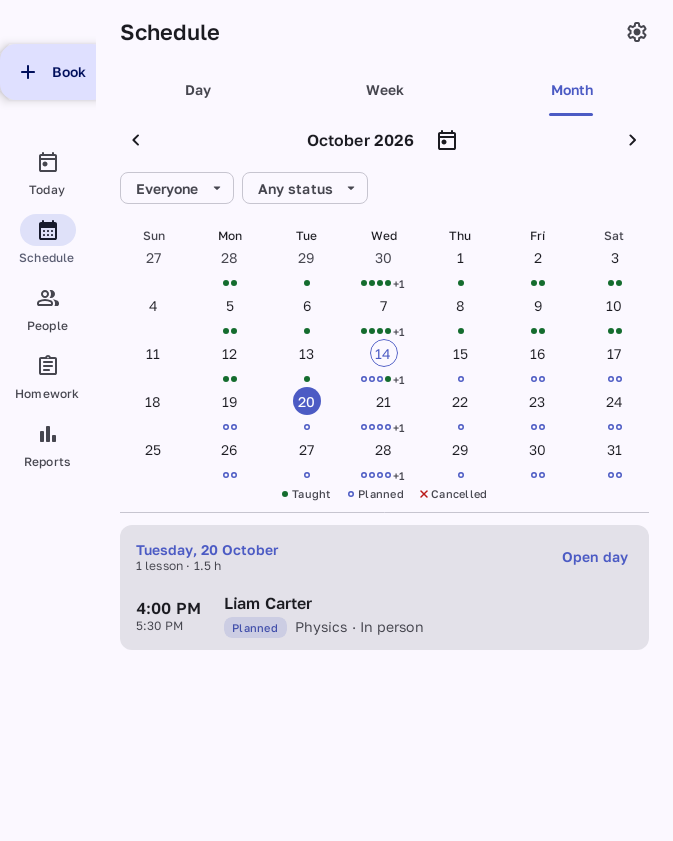 Schedule
Book
Day Week Month
October 2026
Today
Everyone Any status
Schedule
People
Homework
Reports
Sun Mon Tue Wed Thu Fri Sat
27 28 29 30 1 2 3
+1
4 5 6 7 8 9 10
+1
11 12 13 14 15 16 17
+1
18 19 20 21 22 23 24
+1
25 26 27 28 29 30 31
+1
Taught Planned Cancelled
Tuesday, 20 October
1 lesson · 1.5 h
Open day
4:00 PM Liam Carter
5:30 PM Planned Physics · In person